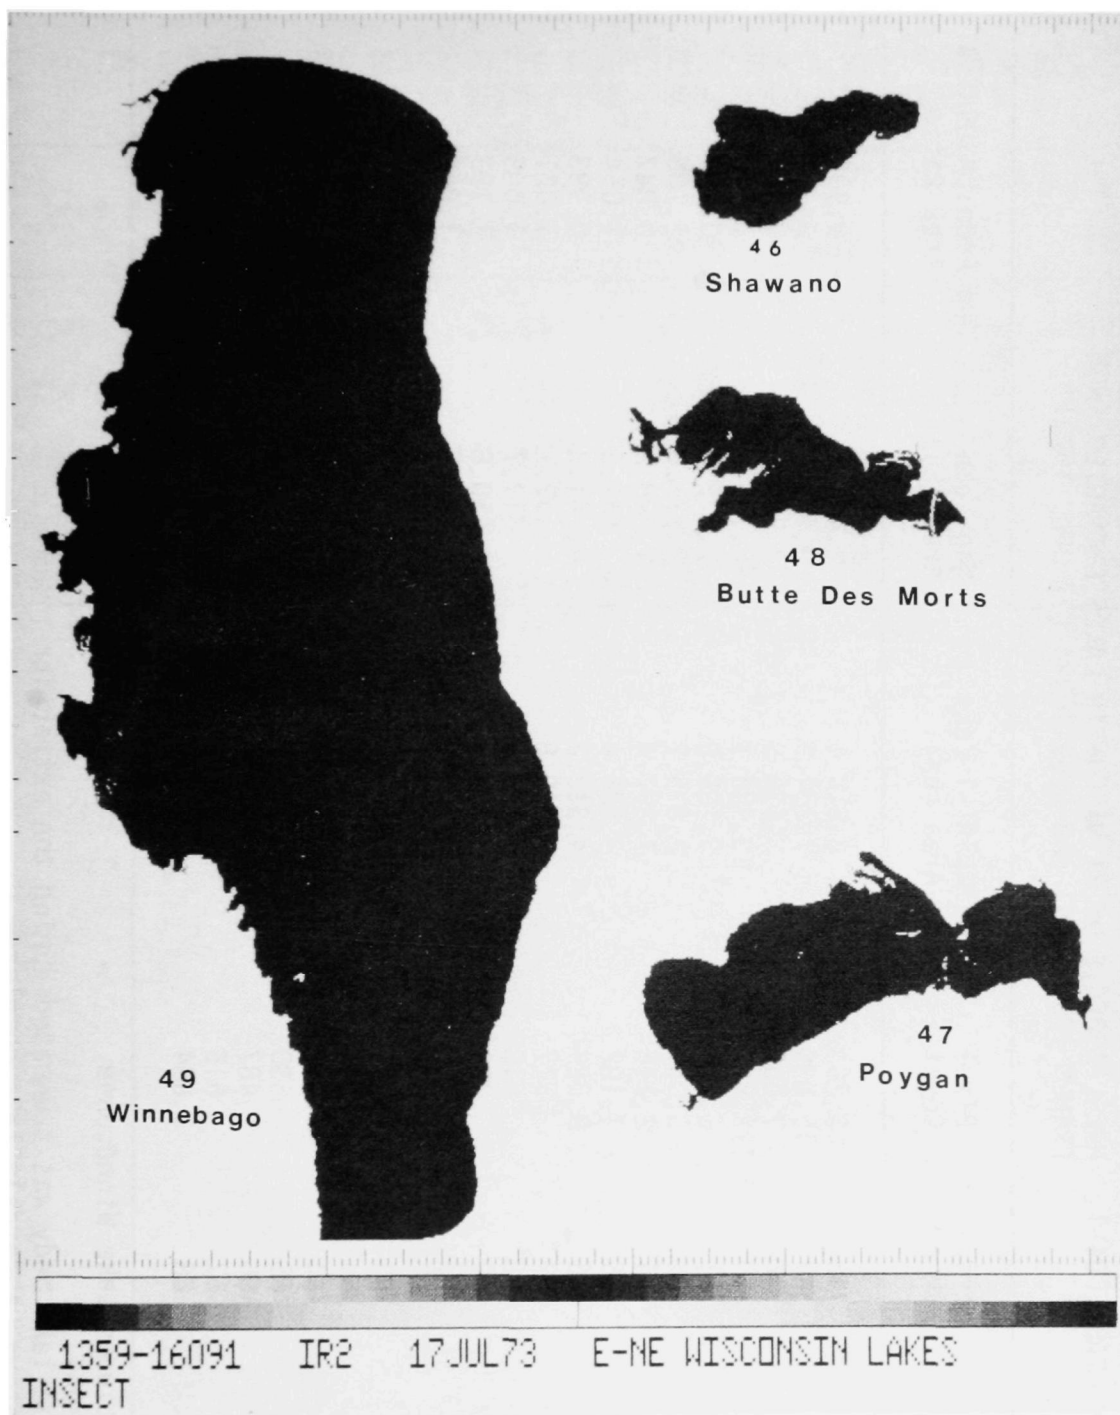 46
Shawano
48
Butte Des Morts
47
Poygan
49
Winnebago
1359-16091 IR2 17JUL73 E-NE WISCONSIN LAKES
INSECT